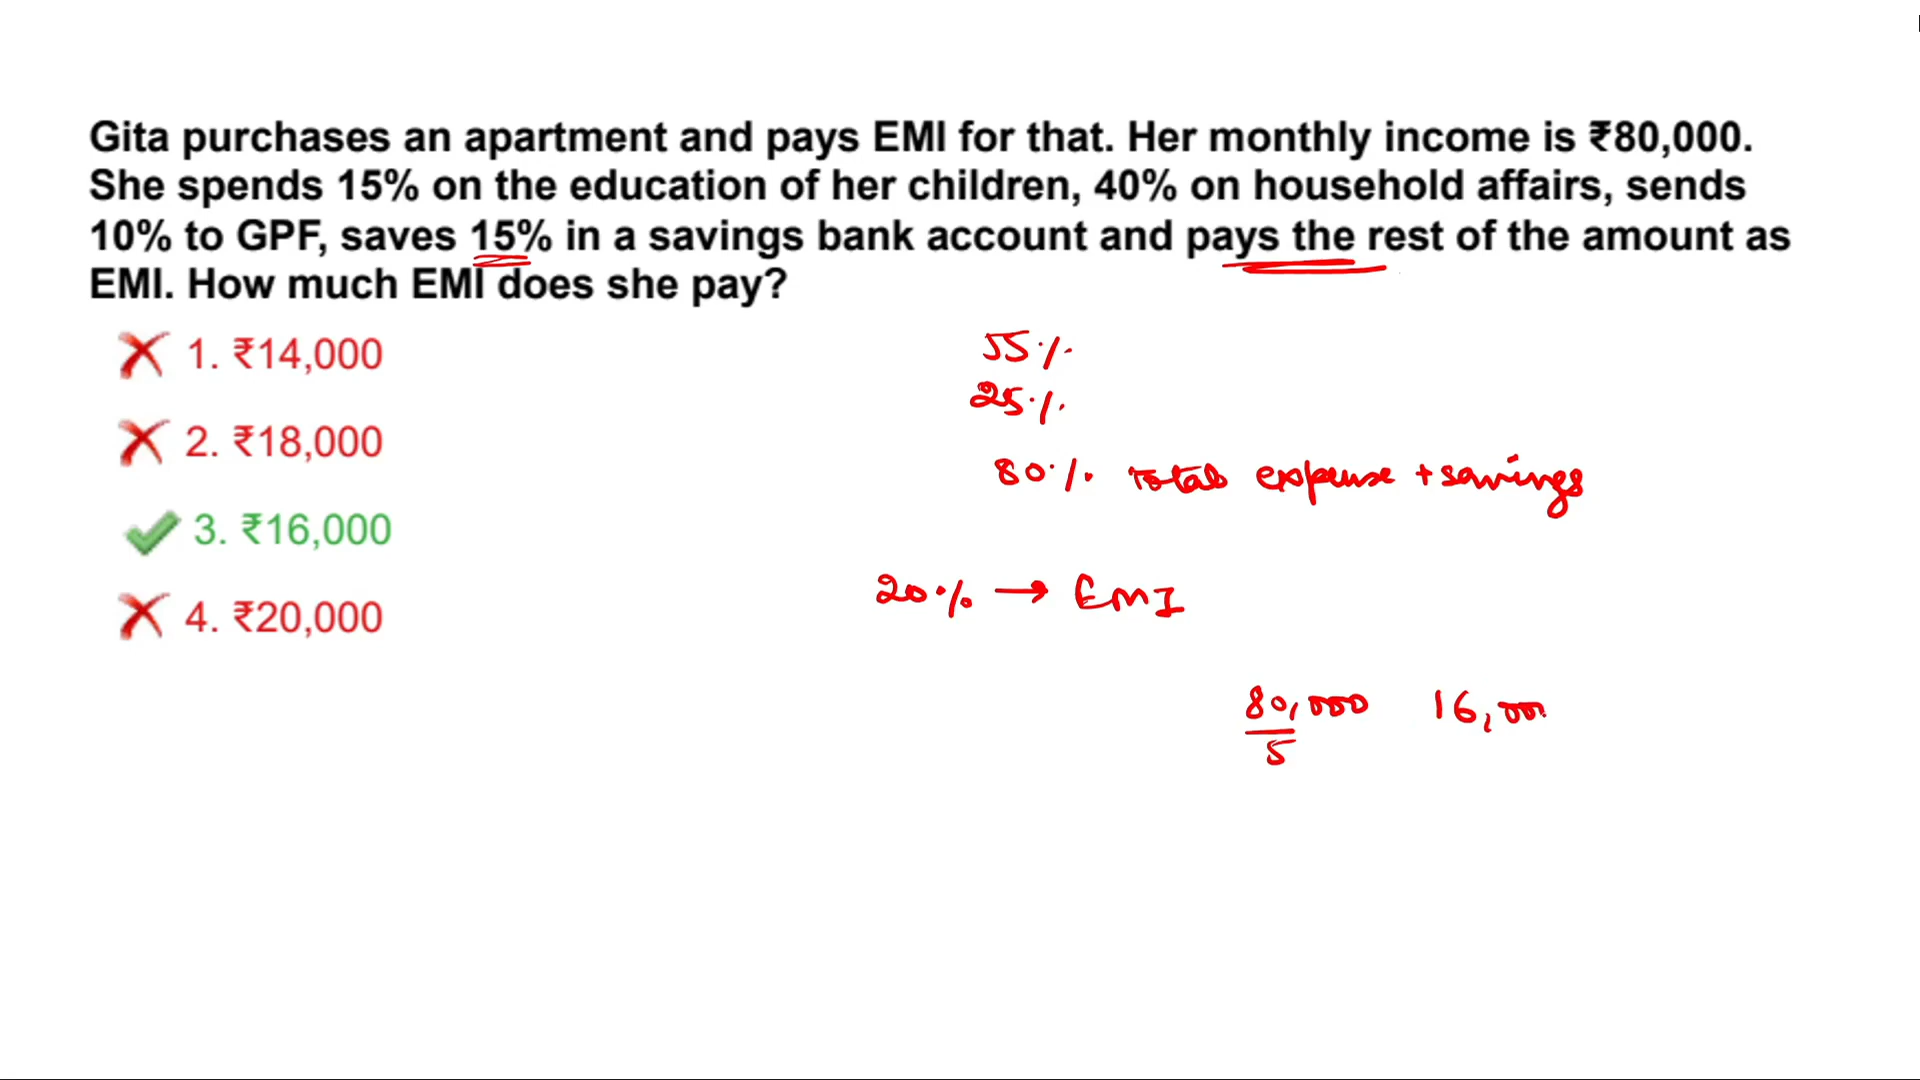 Gita purchases an apartment and pays EMI for that. Her monthly income is ₹80,000.
She spends 15% on the education of her children, 40% on household affairs, sends
10% to GPF, saves 15% in a savings bank account and pays the rest of the amount as
EMI. How much EMI does she pay?
1. ₹14,000
2. ₹18,000
3. ₹16,000
4. ₹20,000
55%
25%
80% Total expense + savings
20% → EMI
80,000 16,000
5